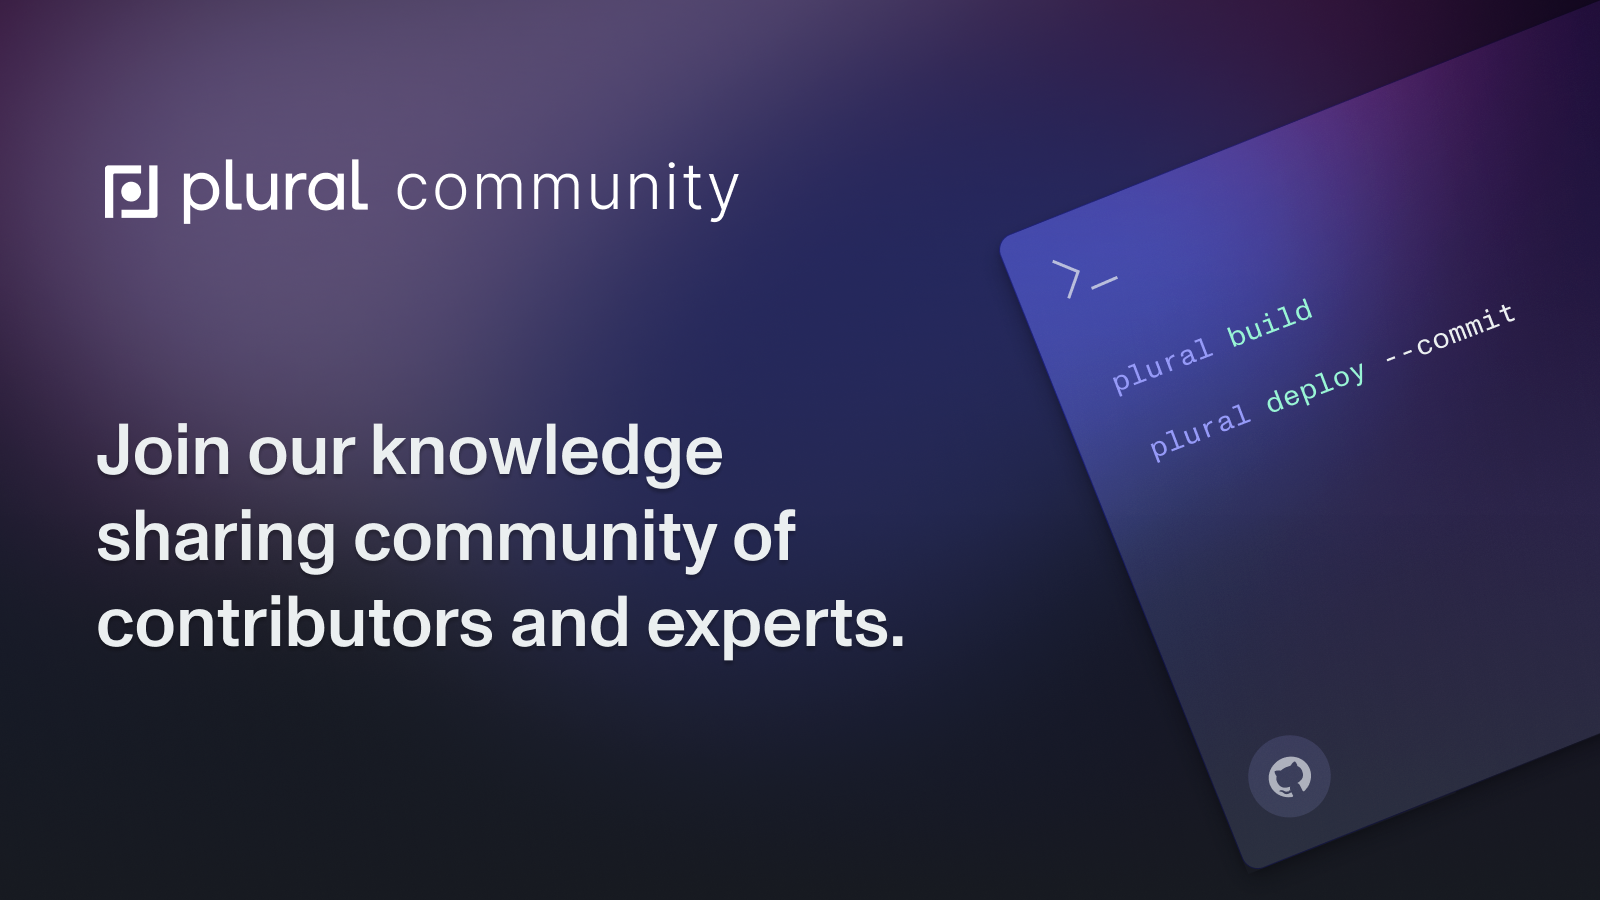 plural community
Join our knowledge
sharing community of
contributors and experts.
>_
plural build
plural deploy --commit